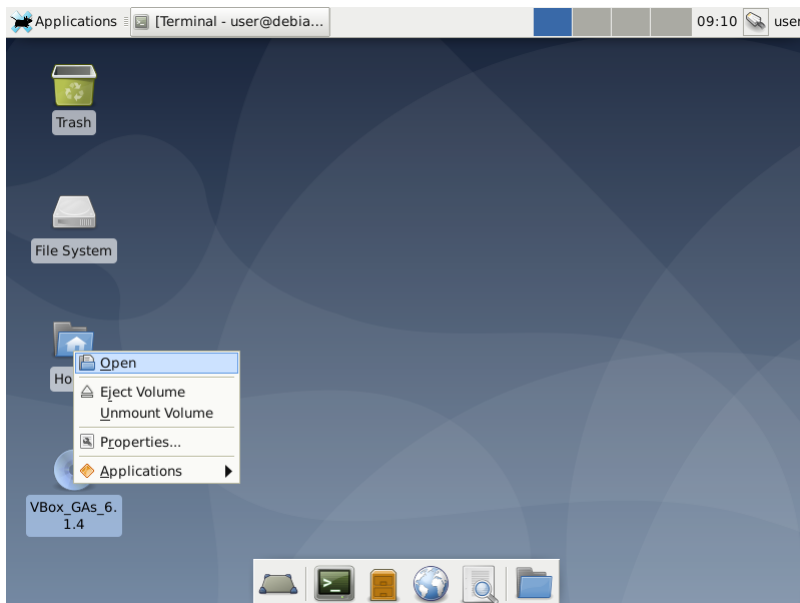 Applications
[Terminal - user@debia...
09:10
user
Trash
File System
Ho
Open
Eject Volume
Unmount Volume
Properties...
Applications
VBox_GAs_6.
1.4
>_